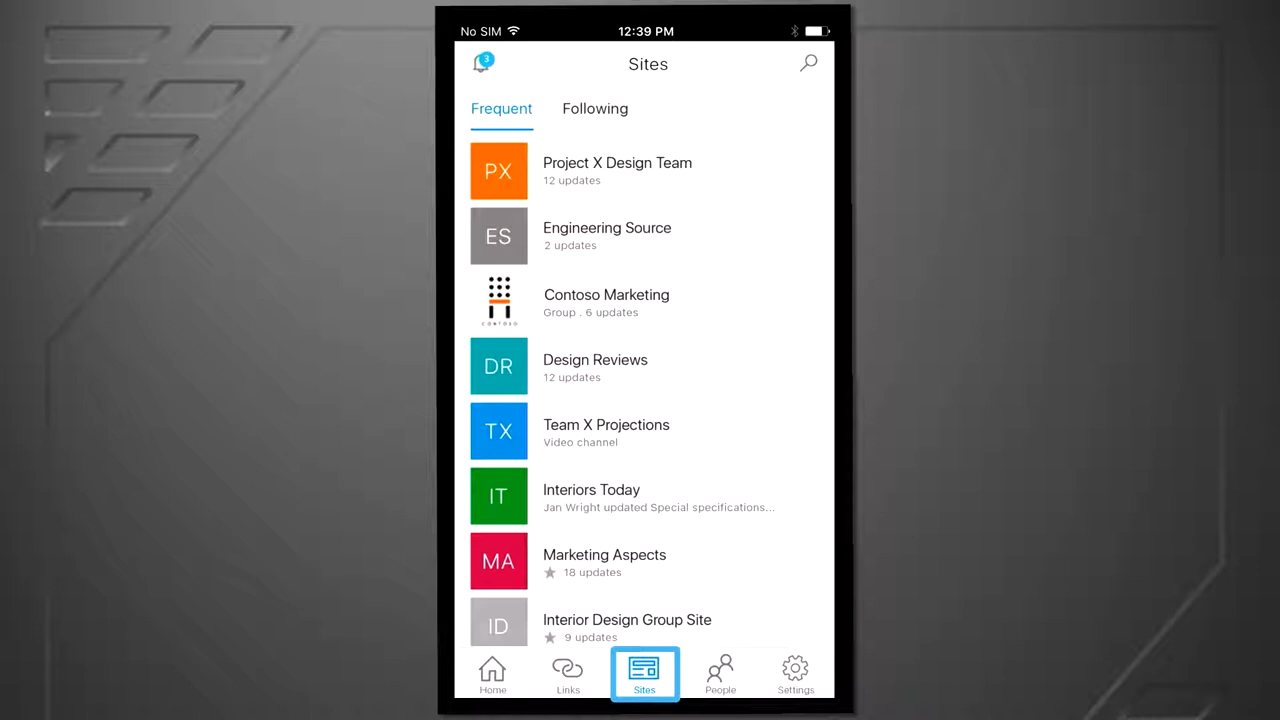 No SIM 12:39 PM
3
Sites
Frequent Following
PX Project X Design Team
12 updates
ES Engineering Source
2 updates
Contoso Marketing
Group . 6 updates
CONTOSO
DR Design Reviews
12 updates
TX Team X Projections
Video channel
IT Interiors Today
Jan Wright updated Special specifications...
MA Marketing Aspects
18 updates
ID Interior Design Group Site
9 updates
Home Links Sites People Settings